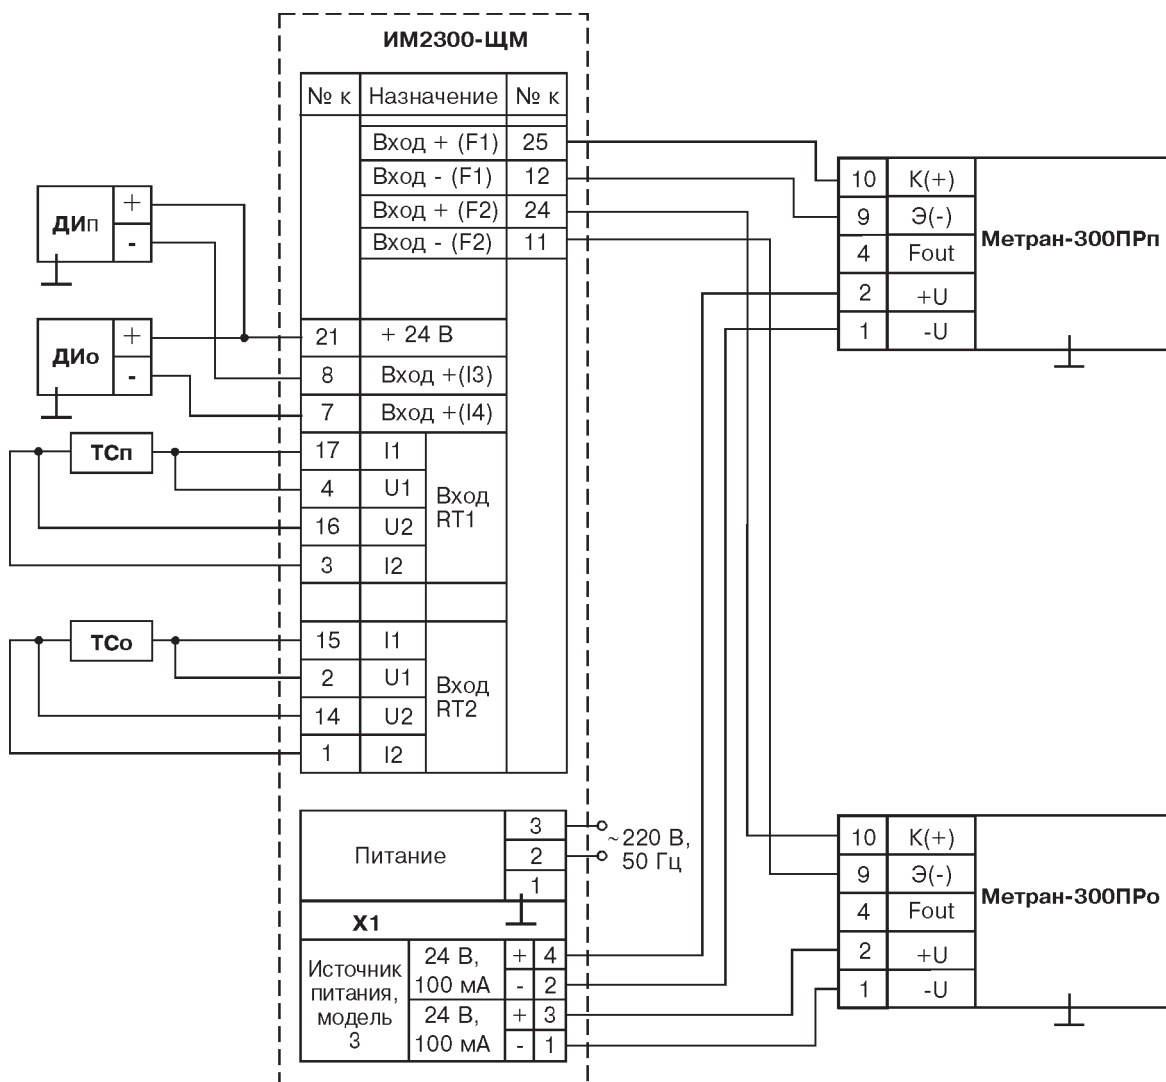 ИМ2300-ЩМ
№ к Назначение № к
Вход + (F1) 25
Вход - (F1) 12
Вход + (F2) 24
Вход - (F2) 11
21 + 24 В
8 Вход +(I3)
7 Вход +(I4)
17 I1
4 U1
16 U2
3 I2
Вход
RT1
15 I1
2 U1
14 U2
1 I2
Вход
RT2
ДИп
+
-
ДИо
+
-
ТСп
ТСо
Питание
3
2
1
~220 В,
50 Гц
X1
Источник
питания,
модель
3
24 В,
100 мА
+ 4
- 2
24 В,
100 мА
+ 3
- 1
10 К(+)
9 Э(-)
4 Fout
2 +U
1 -U
Метран-300ПРп
10 К(+)
9 Э(-)
4 Fout
2 +U
1 -U
Метран-300ПРо